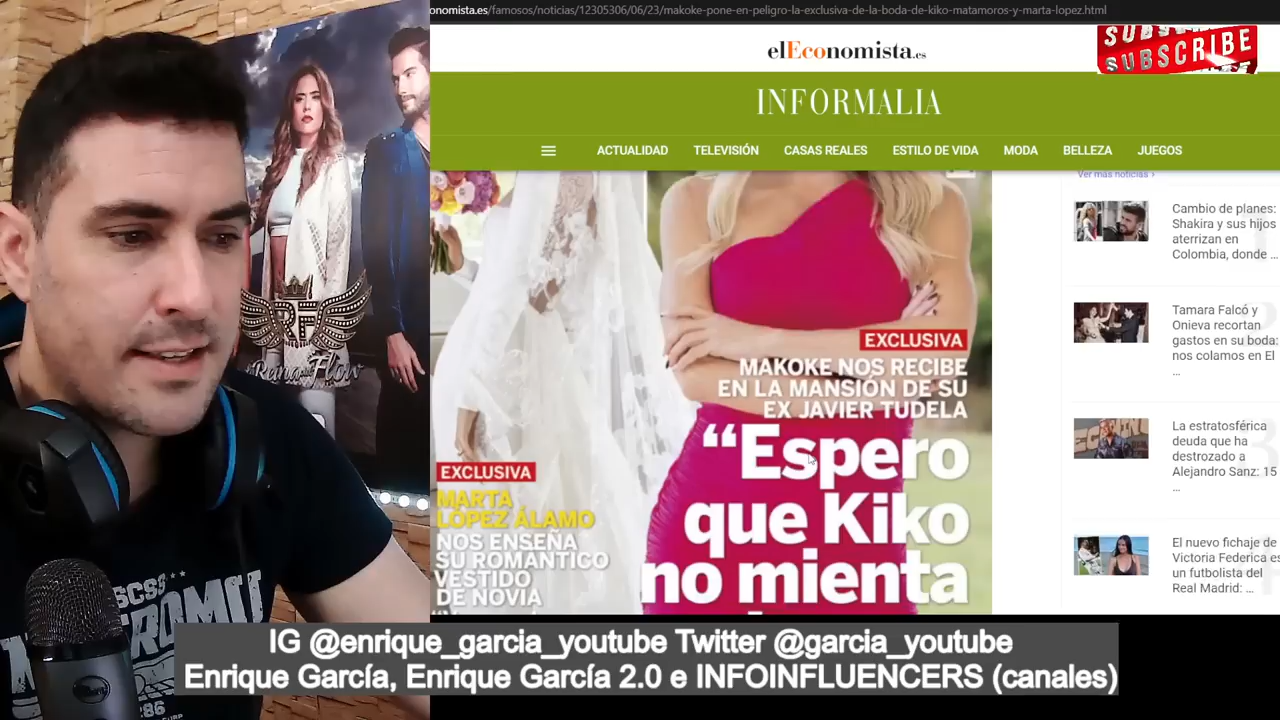 onomista.es/famosos/noticias/12305306/06/23/makoke-pone-en-peligro-la-exclusiva-de-la-boda-de-kiko-matamoros-y-marta-lopez.html
SUBSCRIBE
SUBSCRIBE
elEconomista.es
INFORMALIA
ACTUALIDAD TELEVISIÓN CASAS REALES ESTILO DE VIDA MODA BELLEZA JUEGOS
Ver más noticias ›
Cambio de planes:
Shakira y sus hijos
aterrizan en
Colombia, donde ...
Tamara Falcó y
Onieva recortan
gastos en su boda:
nos colamos en El
...
La estratosférica
deuda que ha
destrozado a
Alejandro Sanz: 15
...
El nuevo fichaje de
Victoria Federica es
un futbolista del
Real Madrid: ...
EXCLUSIVA
MAKOKE NOS RECIBE
EN LA MANSIÓN DE SU
EX JAVIER TUDELA
“Espero
que Kiko
no mienta
EXCLUSIVA
MARTA
LÓPEZ ÁLAMO
NOS ENSEÑA
SU ROMÁNTICO
VESTIDO
DE NOVIA
RF
Flow
Blue
86
IG @enrique_garcia_youtube Twitter @garcia_youtube
Enrique García, Enrique García 2.0 e INFOINFLUENCERS (canales)